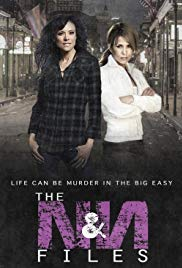 LIFE CAN BE MURDER IN THE BIG EASY
THE
N&N
FILES